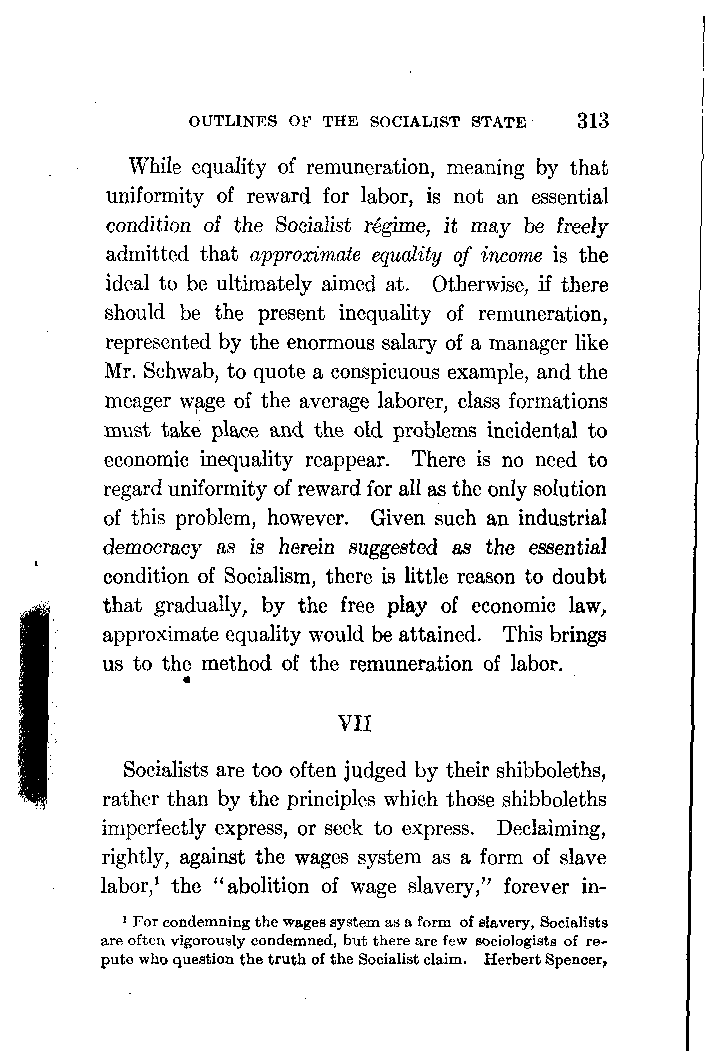 OUTLINES OF THE SOCIALIST STATE 313
While equality of remuneration, meaning by that
uniformity of reward for labor, is not an essential
condition of the Socialist régime, it may be freely
admitted that approximate equality of income is the
ideal to be ultimately aimed at. Otherwise, if there
should be the present inequality of remuneration,
represented by the enormous salary of a manager like
Mr. Schwab, to quote a conspicuous example, and the
meager wage of the average laborer, class formations
must take place and the old problems incidental to
economic inequality reappear. There is no need to
regard uniformity of reward for all as the only solution
of this problem, however. Given such an industrial
democracy as is herein suggested as the essential
condition of Socialism, there is little reason to doubt
that gradually, by the free play of economic law,
approximate equality would be attained. This brings
us to the method of the remuneration of labor.
VII
Socialists are too often judged by their shibboleths,
rather than by the principles which those shibboleths
imperfectly express, or seek to express. Declaiming,
rightly, against the wages system as a form of slave
labor,¹ the "abolition of wage slavery," forever in-
¹ For condemning the wages system as a form of slavery, Socialists
are often vigorously condemned, but there are few sociologists of re-
pute who question the truth of the Socialist claim. Herbert Spencer,